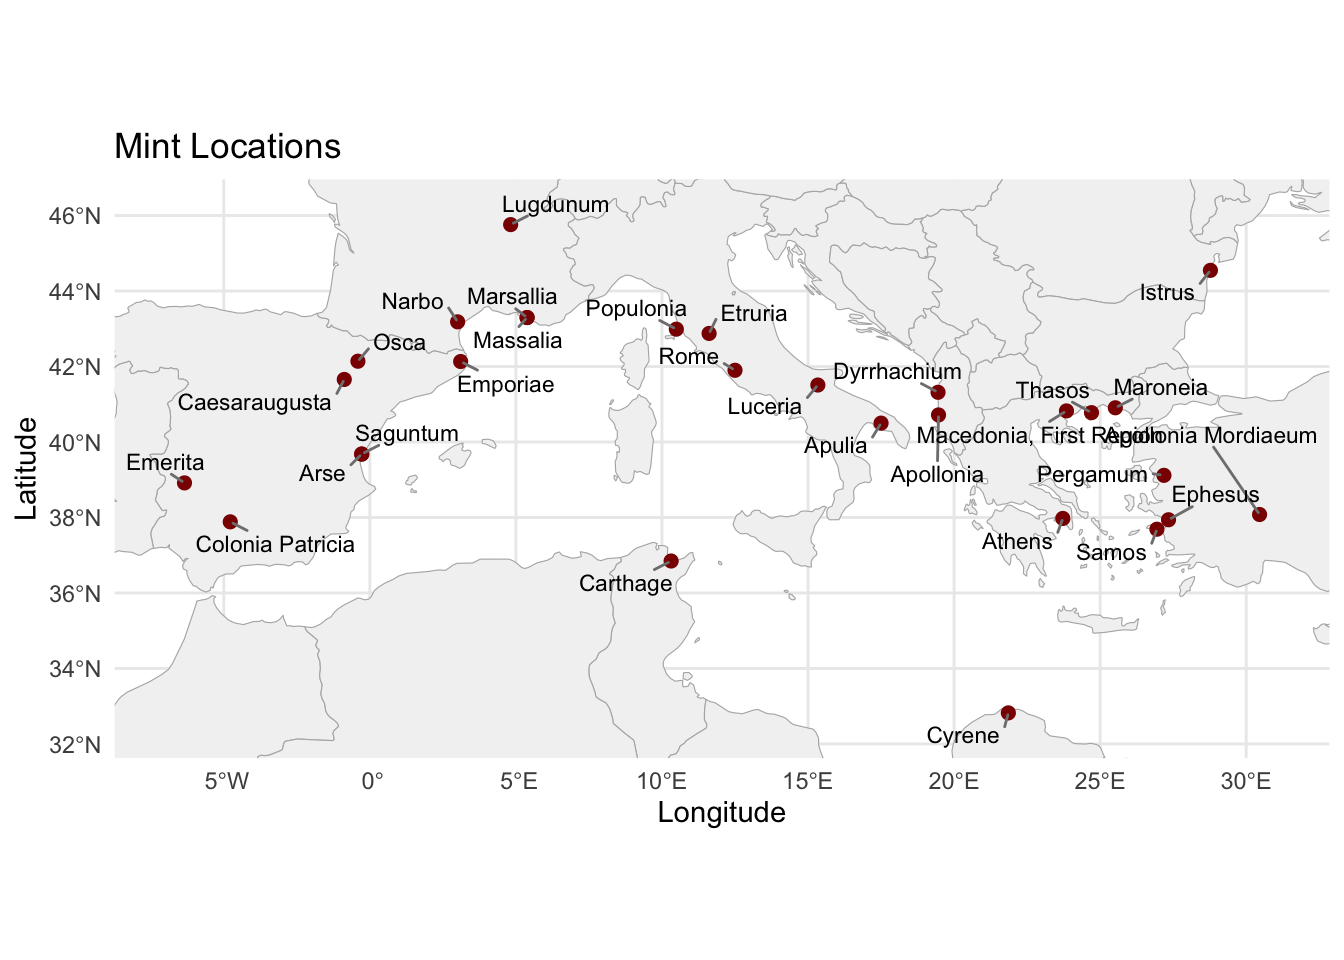 Mint Locations
Lugdunum
Istrus
Narbo
Marsallia
Populonia
Etruria
Osca
Massalia
Rome
Dyrrhachium
Emporiae
Thasos
Maroneia
Caesaraugusta
Luceria
Saguntum
Apulia
Macedonia, First Region
Apollonia Mordiaeum
Emerita
Arse
Apollonia
Pergamum
Ephesus
Colonia Patricia
Athens
Samos
Carthage
Cyrene
46°N
44°N
42°N
40°N
38°N
36°N
34°N
32°N
Latitude
5°W
0°
5°E
10°E
15°E
20°E
25°E
30°E
Longitude